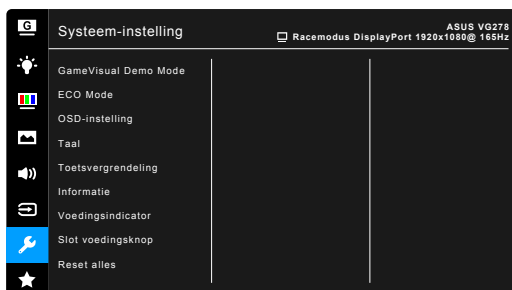 G
Systeem-instelling
ASUS VG278
Racemodus DisplayPort 1920x1080@ 165Hz
GameVisual Demo Mode
ECO Mode
OSD-instelling
Taal
Toetsvergrendeling
Informatie
Voedingsindicator
Slot voedingsknop
Reset alles